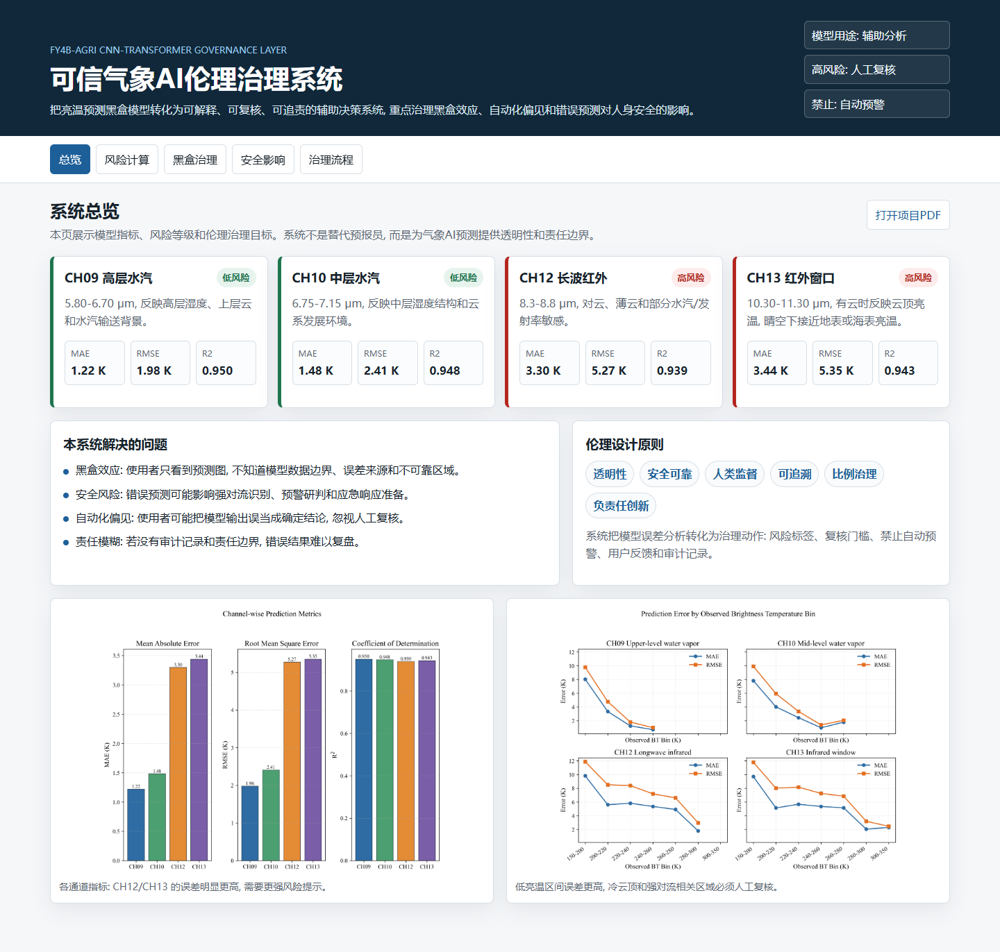 FY4B-AGRI CNN-TRANSFORMER GOVERNANCE LAYER
可信气象AI伦理治理系统
把亮温预测黑盒模型转化为可解释、可复核、可追责的辅助决策系统, 重点治理黑盒效应、自动化偏见和错误预测对人身安全的影响。
模型用途: 辅助分析
高风险: 人工复核
禁止: 自动预警
总览
风险计算
黑盒治理
安全影响
治理流程
系统总览
本页展示模型指标、风险等级和伦理治理目标。系统不是替代预报员, 而是为气象AI预测提供透明性和责任边界。
打开项目PDF
CH09 高层水汽
低风险
5.80-6.70 μm, 反映高层湿度、上层云
和水汽输送背景。
MAE
1.22 K
RMSE
1.98 K
R2
0.950
CH10 中层水汽
低风险
6.75-7.15 μm, 反映中层湿度结构和云
系发展环境。
MAE
1.48 K
RMSE
2.41 K
R2
0.948
CH12 长波红外
高风险
8.3-8.8 μm, 对云、薄云和部分水汽/发
射率敏感。
MAE
3.30 K
RMSE
5.27 K
R2
0.939
CH13 红外窗口
高风险
10.30-11.30 μm, 有云时反映云顶亮
温, 晴空下接近地表或海表亮温。
MAE
3.44 K
RMSE
5.35 K
R2
0.943
本系统解决的问题
黑盒效应: 使用者只看到预测图, 不知道模型数据边界、误差来源和不可靠区域。
安全风险: 错误预测可能影响强对流识别、预警研判和应急响应准备。
自动化偏见: 使用者可能把模型输出误当成确定结论, 忽视人工复核。
责任模糊: 若没有审计记录和责任边界, 错误结果难以复盘。
伦理设计原则
透明性
安全可靠
人类监督
可追溯
比例治理
负责任创新
系统把模型误差分析转化为治理动作: 风险标签、复核门槛、禁止自动预
警、用户反馈和审计记录。
Channel-wise Prediction Metrics
Mean Absolute Error
MAE (K)
3.5
3.0
2.5
2.0
1.5
1.0
0.5
0.0
1.22
1.48
3.30
3.44
CH09 CH10 CH12 CH13
Root Mean Square Error
RMSE (K)
5
4
3
2
1
0
1.98
2.41
5.27
5.35
CH09 CH10 CH12 CH13
Coefficient of Determination
R²
0.8
0.6
0.4
0.2
0.0
0.950
0.948
0.939
0.943
CH09 CH10 CH12 CH13
各通道指标: CH12/CH13 的误差明显更高, 需要更强风险提示。
Prediction Error by Observed Brightness Temperature Bin
CH09 Upper-level water vapor
MAE
RMSE
Error (K)
12
10
8
6
4
2
Observed BT Bin (K)
CH10 Mid-level water vapor
MAE
RMSE
Error (K)
Observed BT Bin (K)
CH12 Longwave infrared
MAE
RMSE
Error (K)
12
10
8
6
4
2
150-200 200-220 220-240 240-260 260-280 280-300 300-350
Observed BT Bin (K)
CH13 Infrared window
MAE
RMSE
Error (K)
150-200 200-220 220-240 240-260 260-280 280-300 300-350
Observed BT Bin (K)
低亮温区间误差更高, 冷云顶和强对流相关区域必须人工复核。